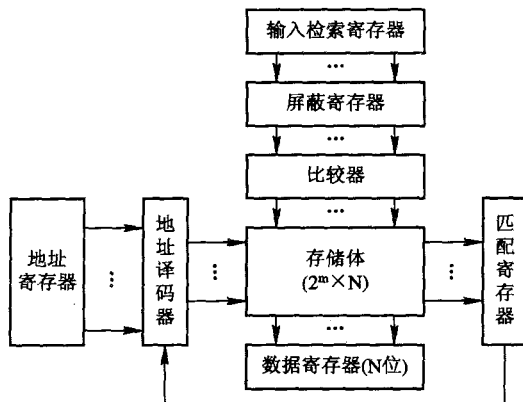 输入检索寄存器
...
屏蔽寄存器
...
比较器
...
地址
寄存器
...
地址译码器
...
存储体
(2ᵐ×N)
...
匹配寄存器
...
数据寄存器(N位)